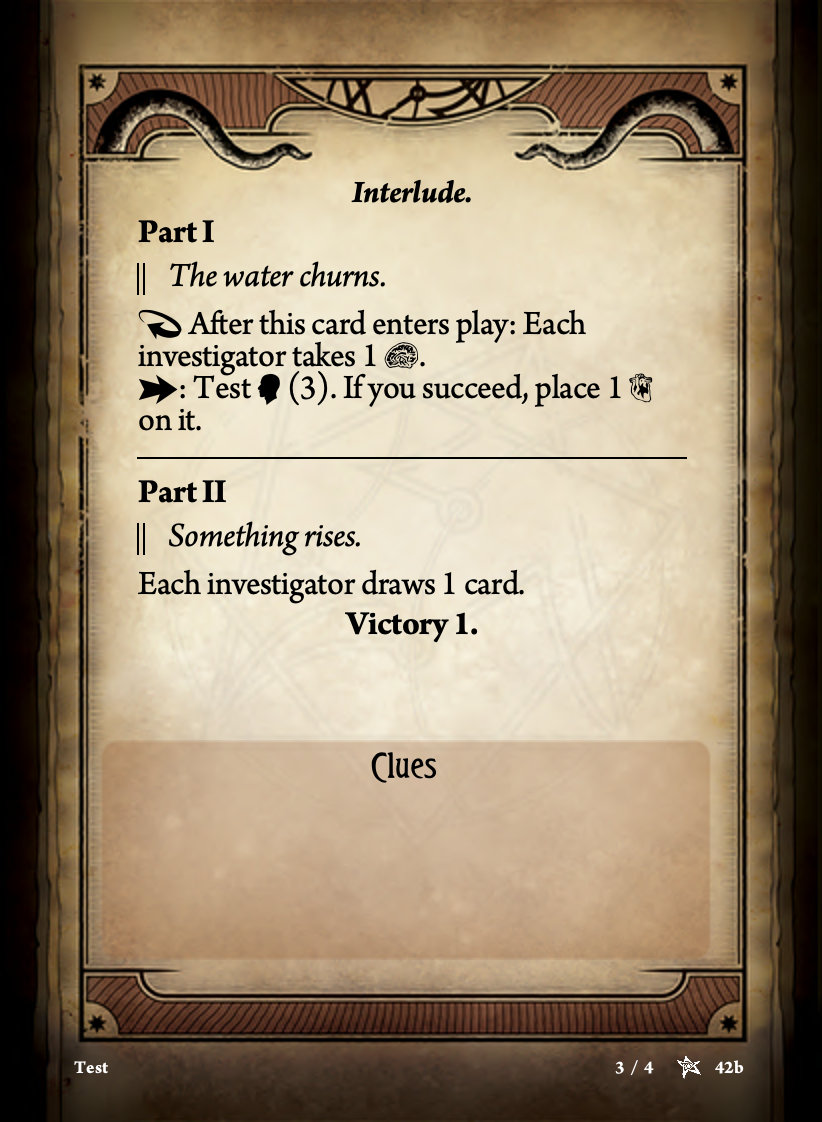 Interlude.
Part I
The water churns.
After this card enters play: Each
investigator takes 1 .
: Test (3). If you succeed, place 1
on it.
Part II
Something rises.
Each investigator draws 1 card.
Victory 1.
Clues
Test
3 / 4 42b